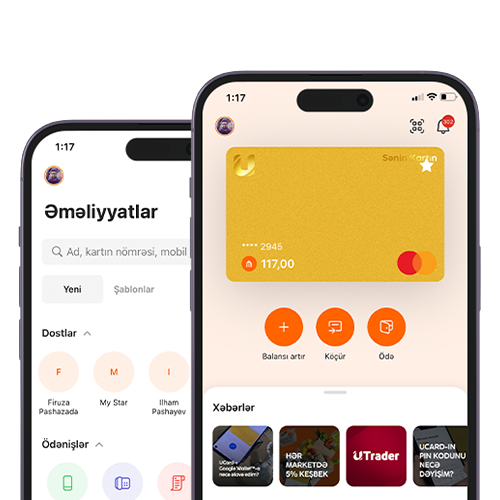 1:17
Əməliyyatlar
Ad, kartın nömrəsi, mobil
Yeni
Şablonlar
Dostlar
F
M
I
Firuza
Pashazada
My Star
Ilham
Pashayev
Ödənişlər
1:17
302
U
Sənin Kartın
**** 2945
117,00
Balansı artır
Köçür
Ödə
Xəbərlər
UCard-ı
Google Wallet™-ə
necə əlavə edim?
HƏR
MARKETDƏ
5% KEŞBEK
UTrader
UCARD-IN
PIN KODUNU
NECƏ
DƏYİŞİM?